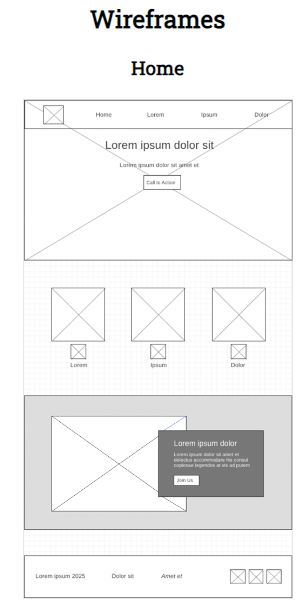 Wireframes
Home
Home Lorem Ipsum Dolor
Lorem ipsum dolor sit
Lorem ipsum dolor sit amet et
Call to Action
Lorem Ipsum Dolor
Lorem ipsum dolor
Lorem ipsum dolor sit amet et
delectus accommodare his consul
copiosae legendos at vis ad putent
Join Us
Lorem ipsum 2025 Dolor sit Amet et